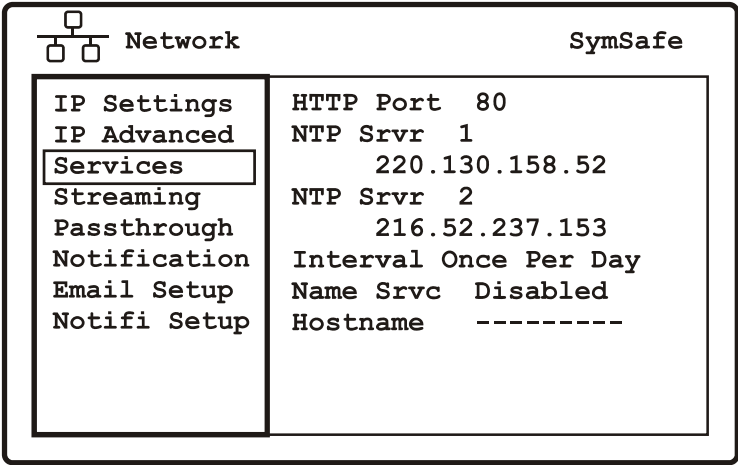 Network
SymSafe
IP Settings
IP Advanced
Services
Streaming
Passthrough
Notification
Email Setup
Notifi Setup
HTTP Port 80
NTP Srvr 1
220.130.158.52
NTP Srvr 2
216.52.237.153
Interval Once Per Day
Name Srvc Disabled
Hostname ---------